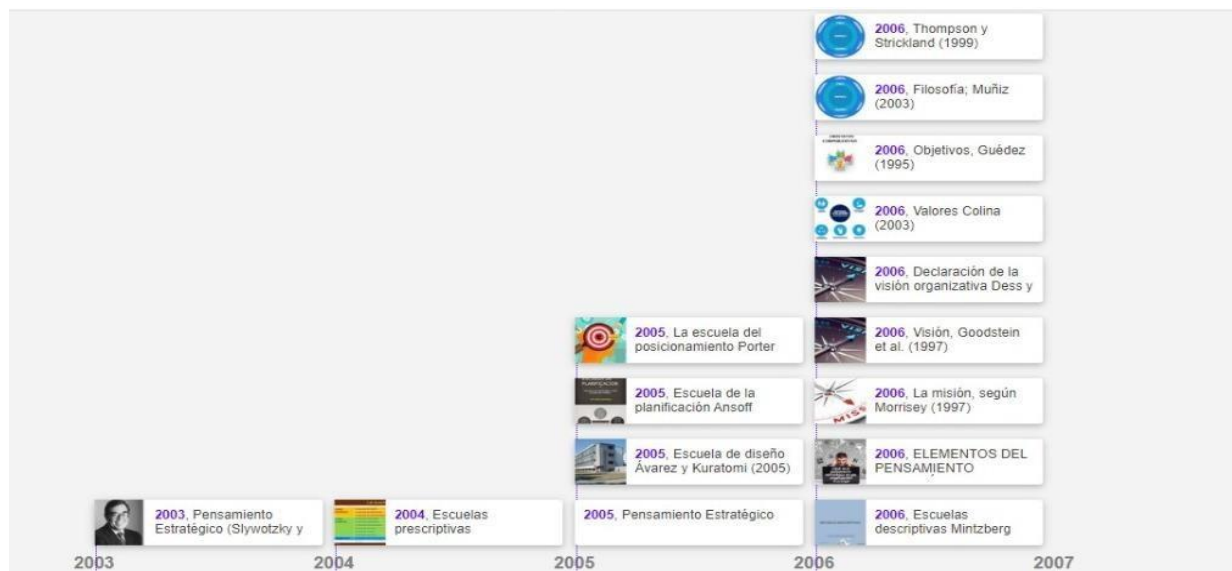 2006, Thompson y
Strickland (1999)
2006, Filosofía; Muñiz
(2003)
2006, Objetivos, Guédez
(1995)
2006, Valores Colina
(2003)
2006, Declaración de la
visión organizativa Dess y
2005, La escuela del
posicionamiento Porter
2006, Visión, Goodstein
et al. (1997)
2005, Escuela de la
planificación Ansoff
2006, La misión, según
Morrisey (1997)
2005, Escuela de diseño
Ávarez y Kuratomi (2005)
2006, ELEMENTOS DEL
PENSAMIENTO
2003, Pensamiento
Estratégico (Slywotzky y
2004, Escuelas
prescriptivas
2005, Pensamiento Estratégico
2006, Escuelas
descriptivas Mintzberg
2003 2004 2005 2006 2007